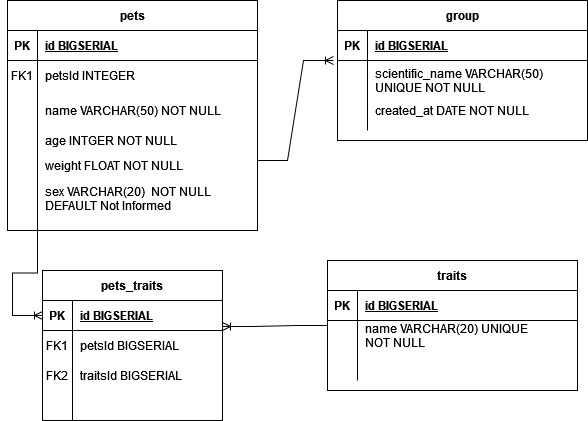 pets
PK id BIGSERIAL
FK1 petsId INTEGER
name VARCHAR(50) NOT NULL
age INTGER NOT NULL
weight FLOAT NOT NULL
sex VARCHAR(20) NOT NULL
DEFAULT Not Informed
group
PK id BIGSERIAL
scientific_name VARCHAR(50)
UNIQUE NOT NULL
created_at DATE NOT NULL
pets_traits
PK id BIGSERIAL
FK1 petsId BIGSERIAL
FK2 traitsId BIGSERIAL
traits
PK id BIGSERIAL
name VARCHAR(20) UNIQUE
NOT NULL